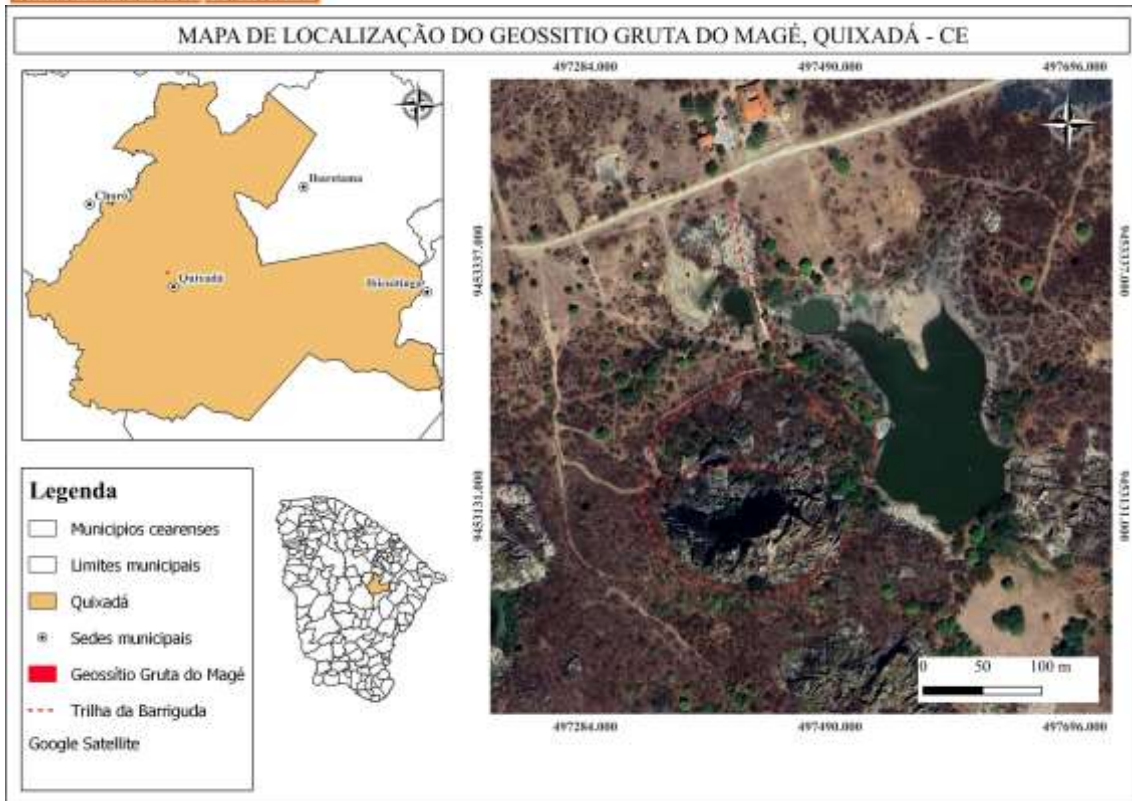 MAPA DE LOCALIZAÇÃO DO GEOSSITIO GRUTA DO MAGÉ, QUIXADÁ - CE
497284.000
497490.000
497696.000
Ibaretama
Choró
Quixadá
Ibicuitinga
9453337.000
9453337.000
9453131.000
9453131.000
Legenda
Municipios cearenses
Limites municipais
Quixadá
Sedes municipais
Geossítio Gruta do Magé
Trilha da Barriguda
Google Satellite
0 50 100 m
497284.000
497490.000
497696.000